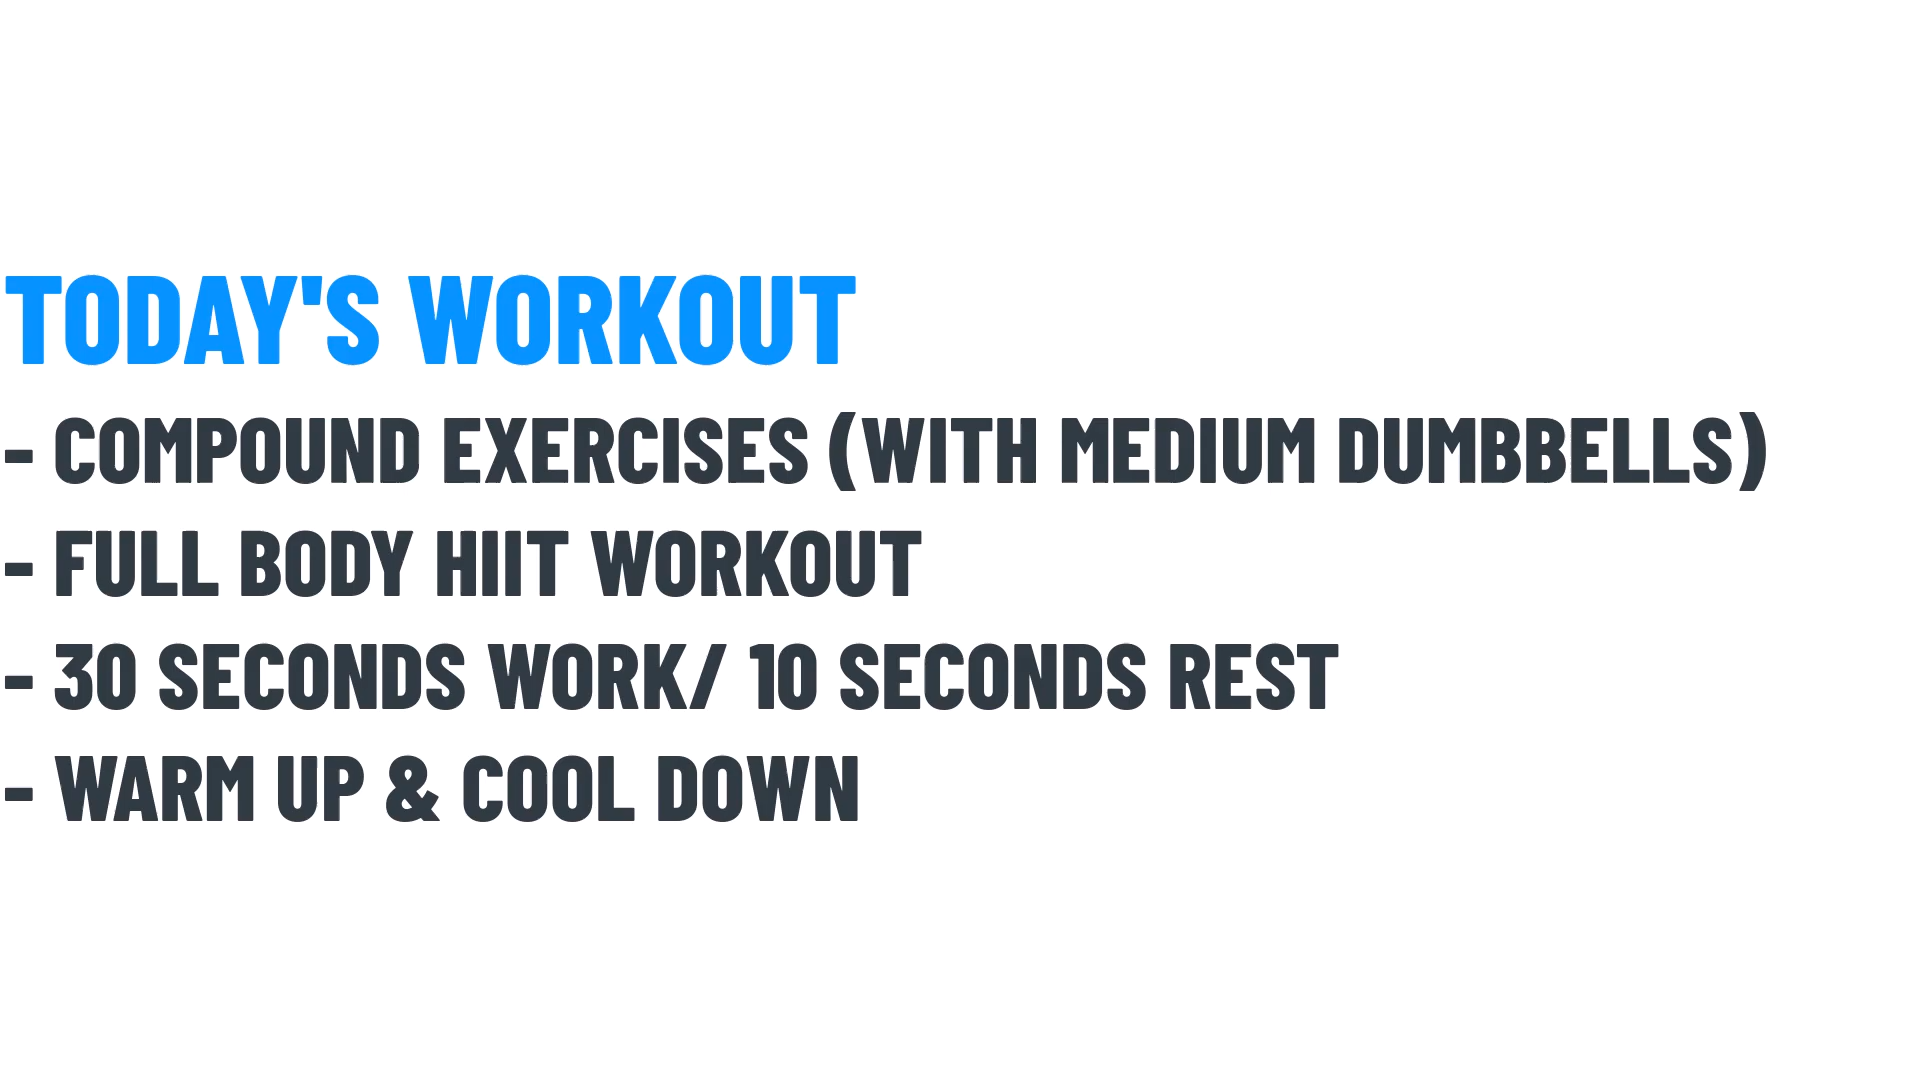 TODAY'S WORKOUT
- COMPOUND EXERCISES (WITH MEDIUM DUMBBELLS)
- FULL BODY HIIT WORKOUT
- 30 SECONDS WORK/ 10 SECONDS REST
- WARM UP & COOL DOWN